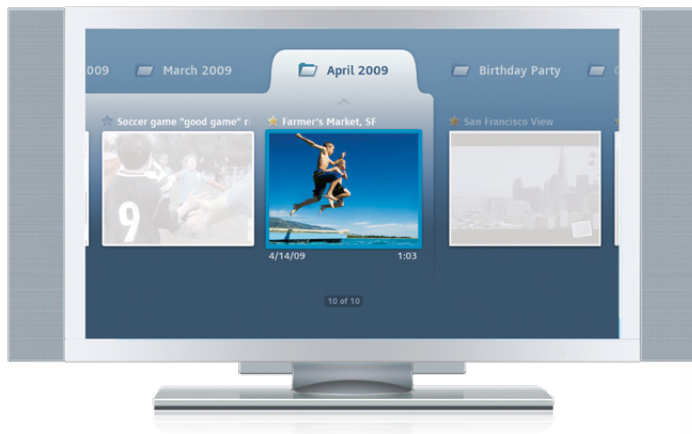 009
March 2009
April 2009
Birthday Party
Soccer game "good game" r
Farmer's Market, SF
San Francisco View
9
4/14/09
1:03
10 of 10